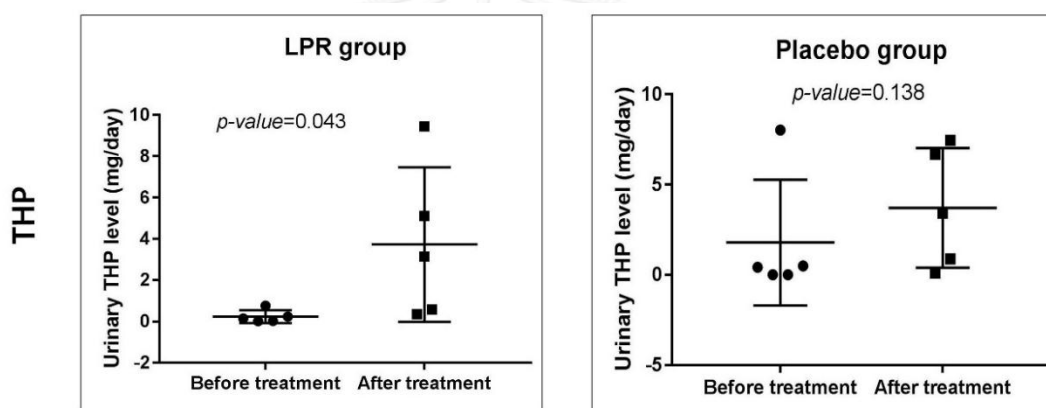 THP
LPR group
p-value=0.043
Urinary THP level (mg/day)
10
8
6
4
2
0
-2
Before treatment
After treatment
Placebo group
p-value=0.138
Urinary THP level (mg/day)
10
5
0
-5
Before treatment
After treatment